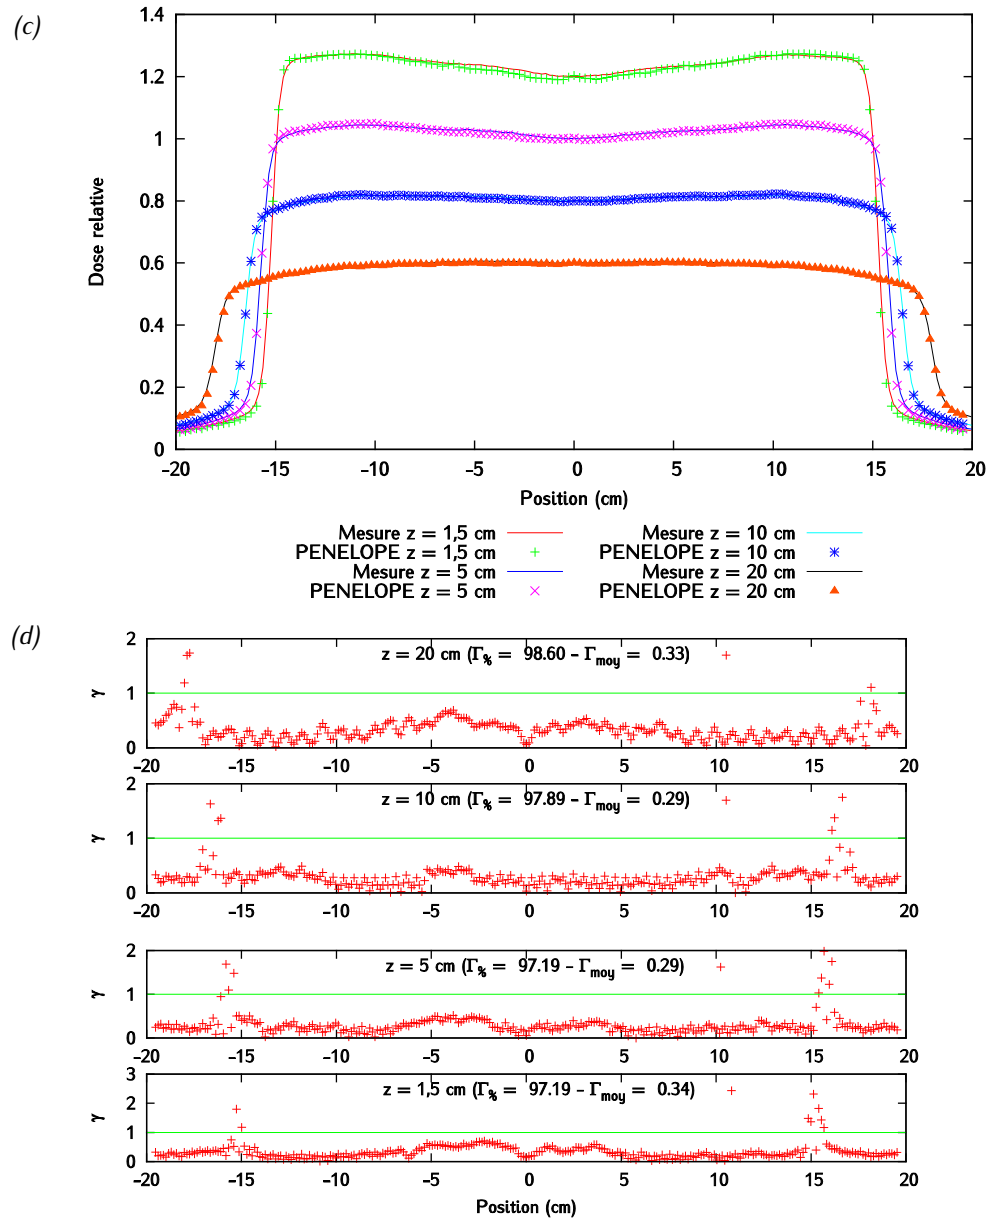 (c)
1.4
1.2
1
0.8
0.6
0.4
0.2
0
Dose relative
−20 −15 −10 −5 0 5 10 15 20
Position (cm)
Mesure z = 1,5 cm
PENELOPE z = 1,5 cm
Mesure z = 5 cm
PENELOPE z = 5 cm
Mesure z = 10 cm
PENELOPE z = 10 cm
Mesure z = 20 cm
PENELOPE z = 20 cm
(d)
2
1
0
γ
z = 20 cm (Γ% = 98.60 − Γmoy = 0.33)
−20 −15 −10 −5 0 5 10 15 20
2
1
0
γ
z = 10 cm (Γ% = 97.89 − Γmoy = 0.29)
−20 −15 −10 −5 0 5 10 15 20
2
1
0
γ
z = 5 cm (Γ% = 97.19 − Γmoy = 0.29)
−20 −15 −10 −5 0 5 10 15 20
3
2
1
0
γ
z = 1,5 cm (Γ% = 97.19 − Γmoy = 0.34)
−20 −15 −10 −5 0 5 10 15 20
Position (cm)